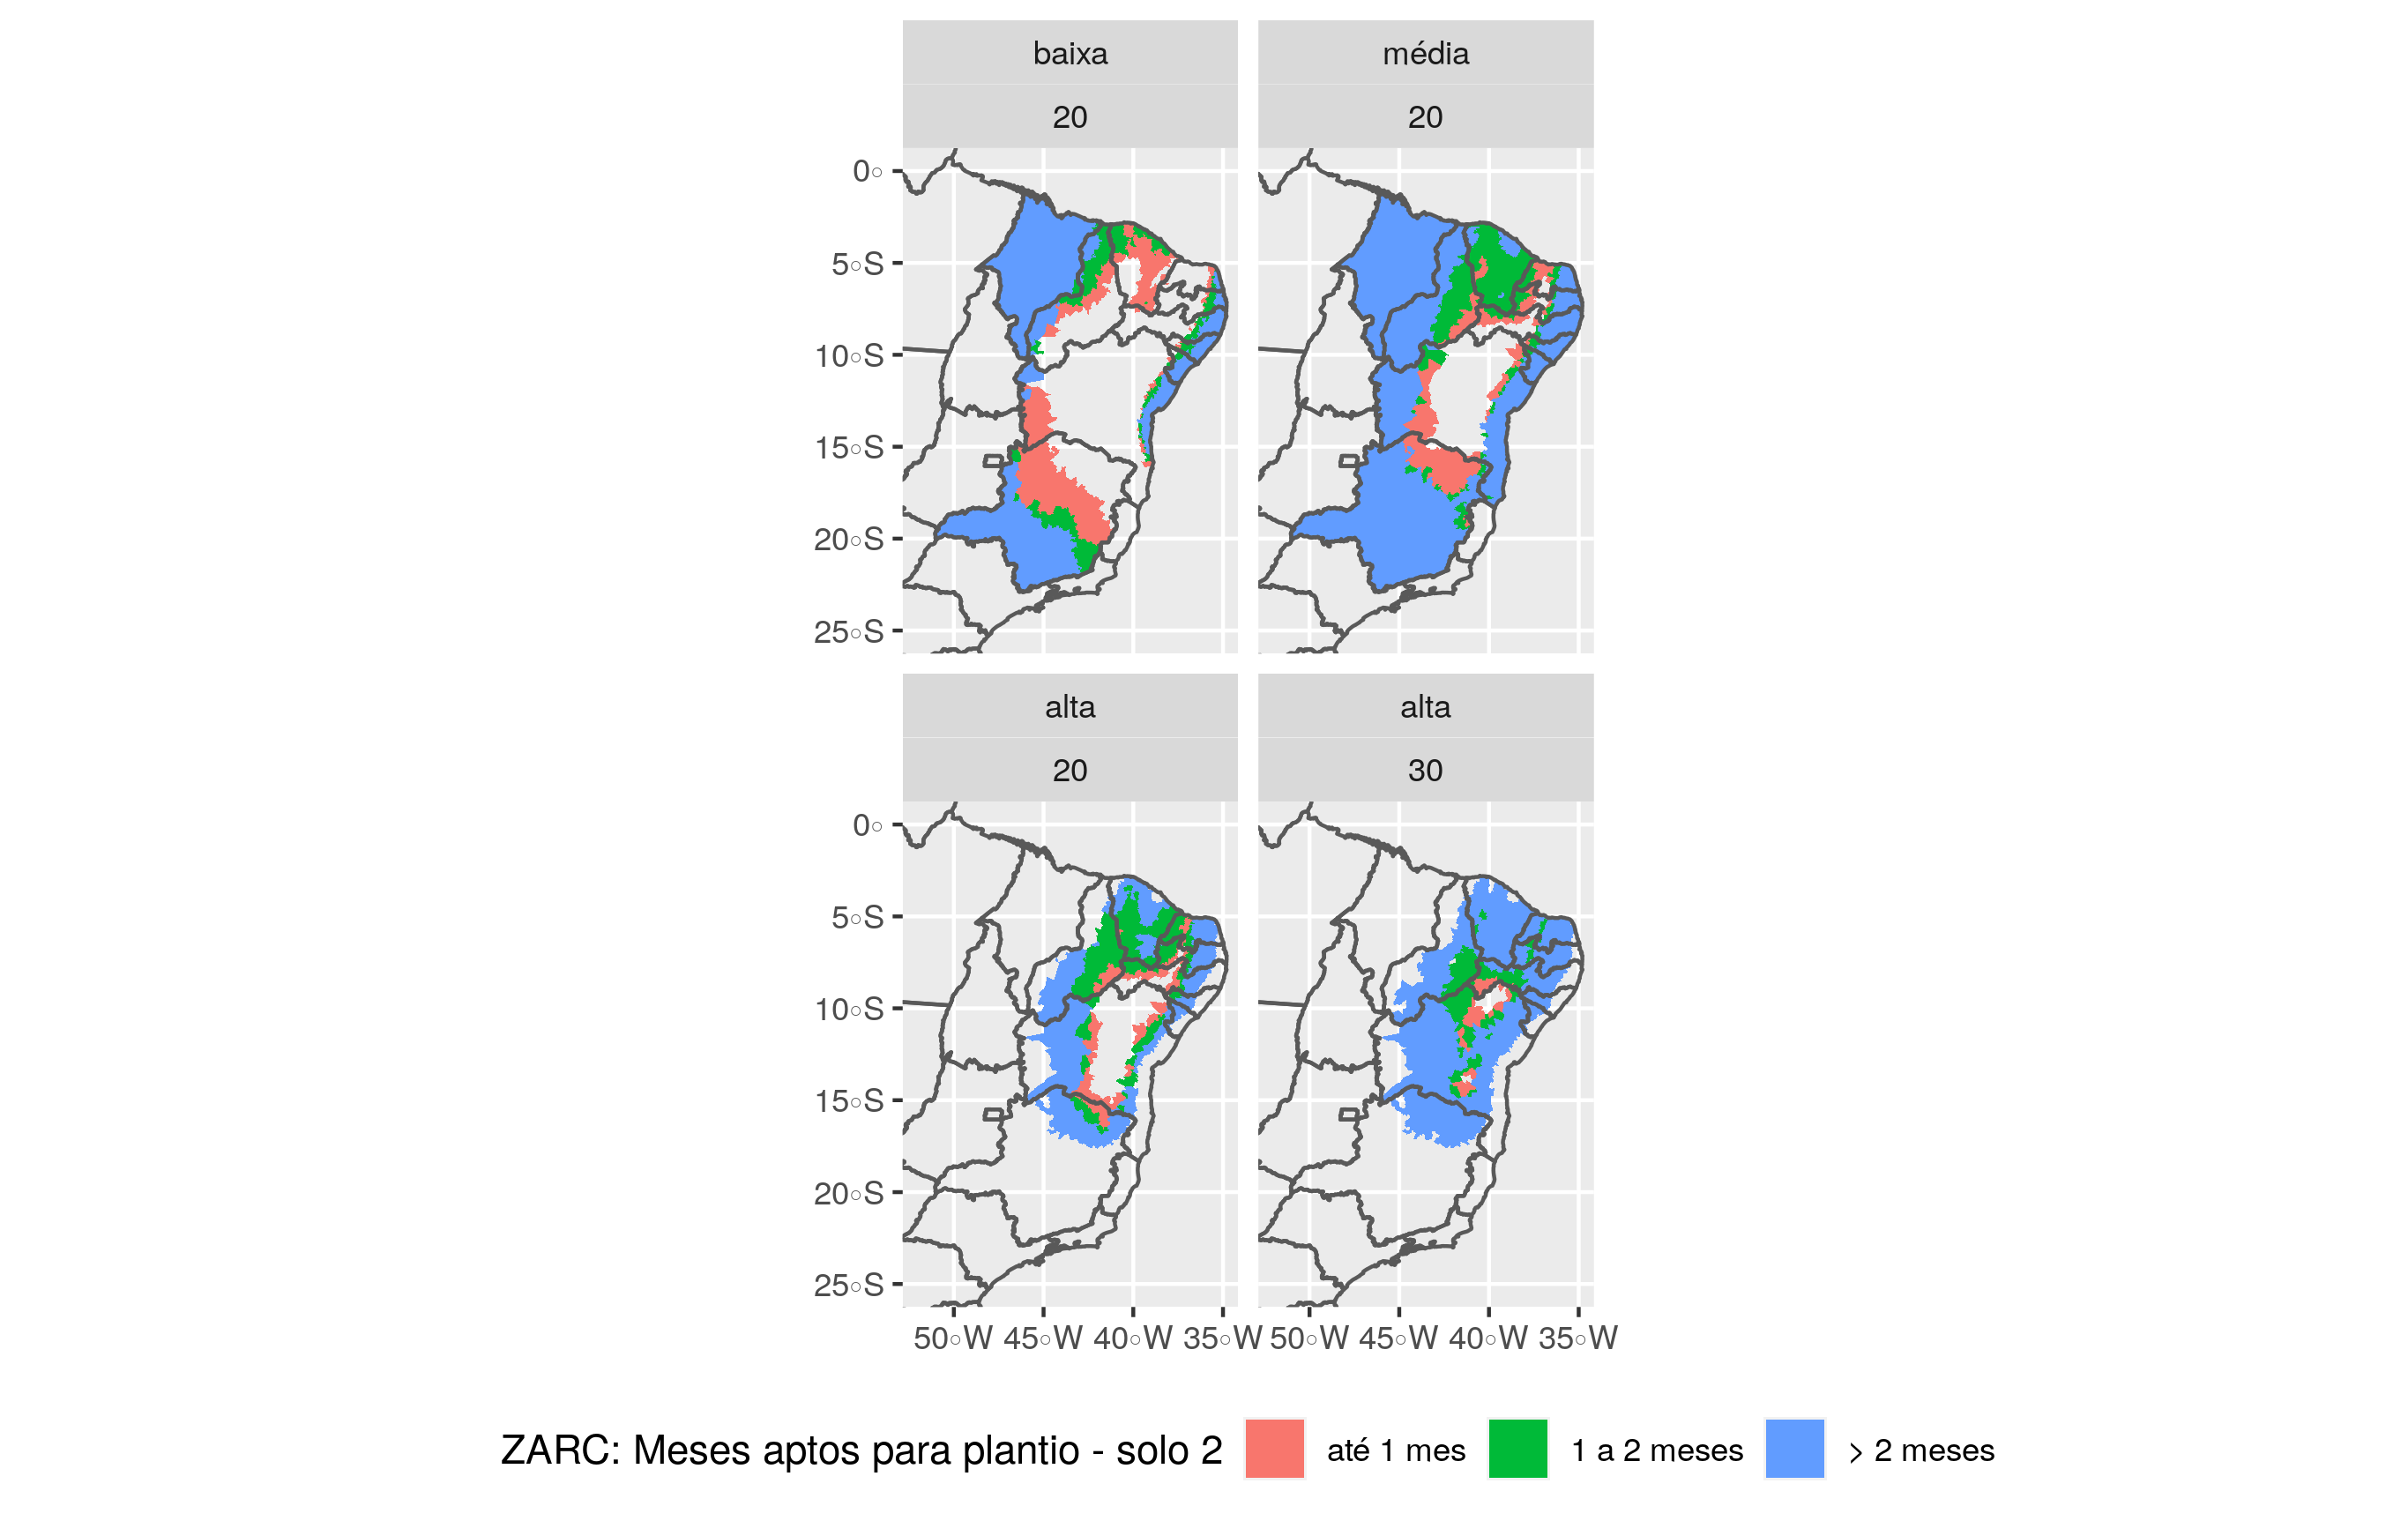 baixa
média
20
20
0◦
5◦S
10◦S
15◦S
20◦S
25◦S
alta
alta
20
30
0◦
5◦S
10◦S
15◦S
20◦S
25◦S
50◦W 45◦W 40◦W 35◦W 50◦W 45◦W 40◦W 35◦W
ZARC: Meses aptos para plantio - solo 2 até 1 mes 1 a 2 meses > 2 meses